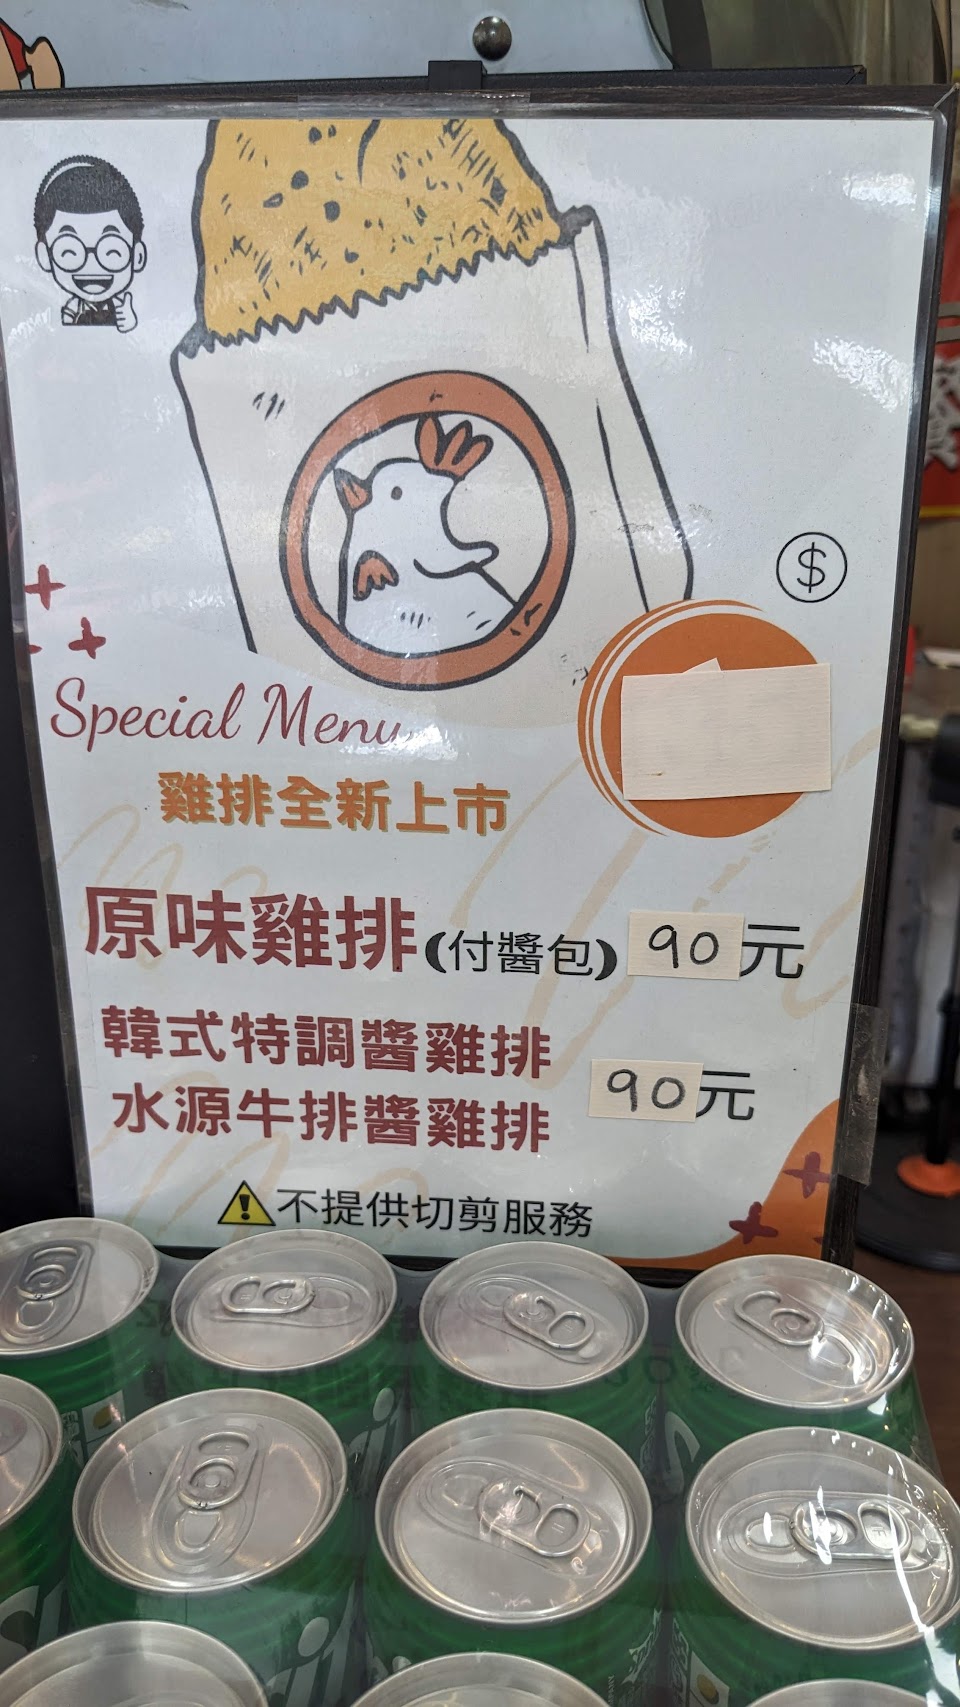 $
Special Menu
雞排全新上市
原味雞排(付醬包) 90元
韓式特調醬雞排
水源牛排醬雞排
90元
不提供切剪服務